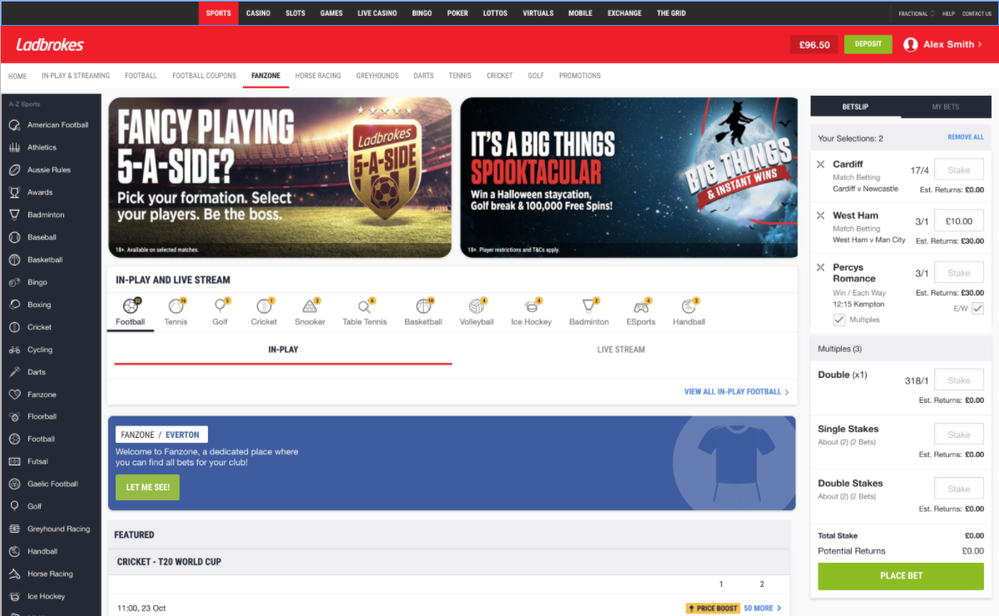 SPORTS CASINO SLOTS GAMES LIVE CASINO BINGO POKER LOTTOS VIRTUALS MOBILE EXCHANGE THE GRID FRACTIONAL HELP CONTACT US
Ladbrokes £96.50 DEPOSIT Alex Smith
HOME IN-PLAY & STREAMING FOOTBALL FOOTBALL COUPONS FANZONE HORSE RACING GREYHOUNDS DARTS TENNIS CRICKET GOLF PROMOTIONS
A-Z Sports
American Football
Athletics
Aussie Rules
Awards
Badminton
Baseball
Basketball
Bingo
Boxing
Cricket
Cycling
Darts
Fanzone
Floorball
Football
Futsal
Gaelic Football
Golf
Greyhound Racing
Handball
Horse Racing
Ice Hockey
FANCY PLAYING
5-A-SIDE?
Pick your formation. Select
your players. Be the boss.
18+. Available on selected matches.
Ladbrokes
5-A-SIDE
IT'S A BIG THINGS
SPOOKTACULAR
Win a Halloween staycation,
Golf break & 100,000 Free Spins!
18+. Player restrictions and T&Cs apply.
BIG THINGS
& INSTANT WINS
IN-PLAY AND LIVE STREAM
Football Tennis Golf Cricket Snooker Table Tennis Basketball Volleyball Ice Hockey Badminton ESports Handball
IN-PLAY LIVE STREAM
VIEW ALL IN-PLAY FOOTBALL
FANZONE / EVERTON
Welcome to Fanzone, a dedicated place where
you can find all bets for your club!
LET ME SEE!
FEATURED
CRICKET - T20 WORLD CUP
1 2
11:00, 23 Oct PRICE BOOST 50 MORE
BETSLIP MY BETS
Your Selections: 2 REMOVE ALL
Cardiff 17/4 Stake
Match Betting
Cardiff v Newcastle Est. Returns: £0.00
West Ham 3/1 £10.00
Match Betting
West Ham v Man City Est. Returns: £30.00
Percys
Romance 3/1 Stake
Win / Each Way Est. Returns: £30.00
12:15 Kempton E/W
Multiples
Multiples (3)
Double (x1) 318/1 Stake
Est. Returns: £0.00
Single Stakes Stake
About (2) (2 Bets)
Est. Returns: £0.00
Double Stakes Stake
About (2) (2 Bets)
Est. Returns: £0.00
Total Stake £0.00
Potential Returns £0.00
PLACE BET